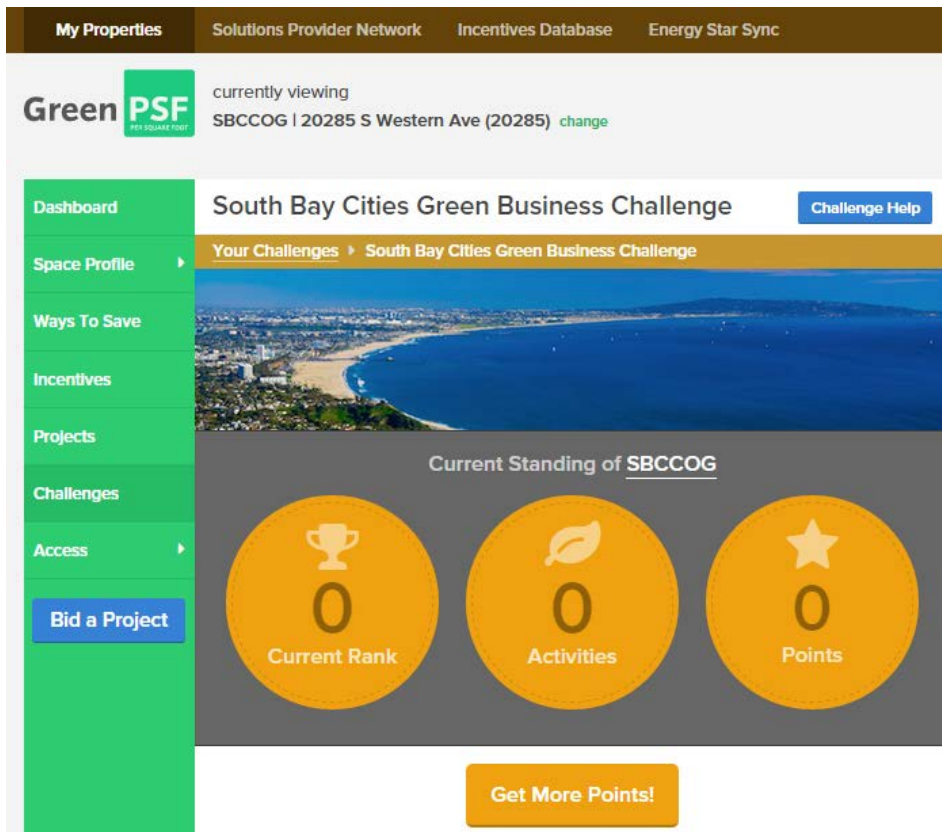 My Properties Solutions Provider Network Incentives Database Energy Star Sync
Green PSF
PER SQUARE FOOT
currently viewing
SBCCOG | 20285 S Western Ave (20285) change
Dashboard
Space Profile
Ways To Save
Incentives
Projects
Challenges
Access
Bid a Project
South Bay Cities Green Business Challenge
Challenge Help
Your Challenges South Bay Cities Green Business Challenge
Current Standing of SBCCOG
0
Current Rank
0
Activities
0
Points
Get More Points!